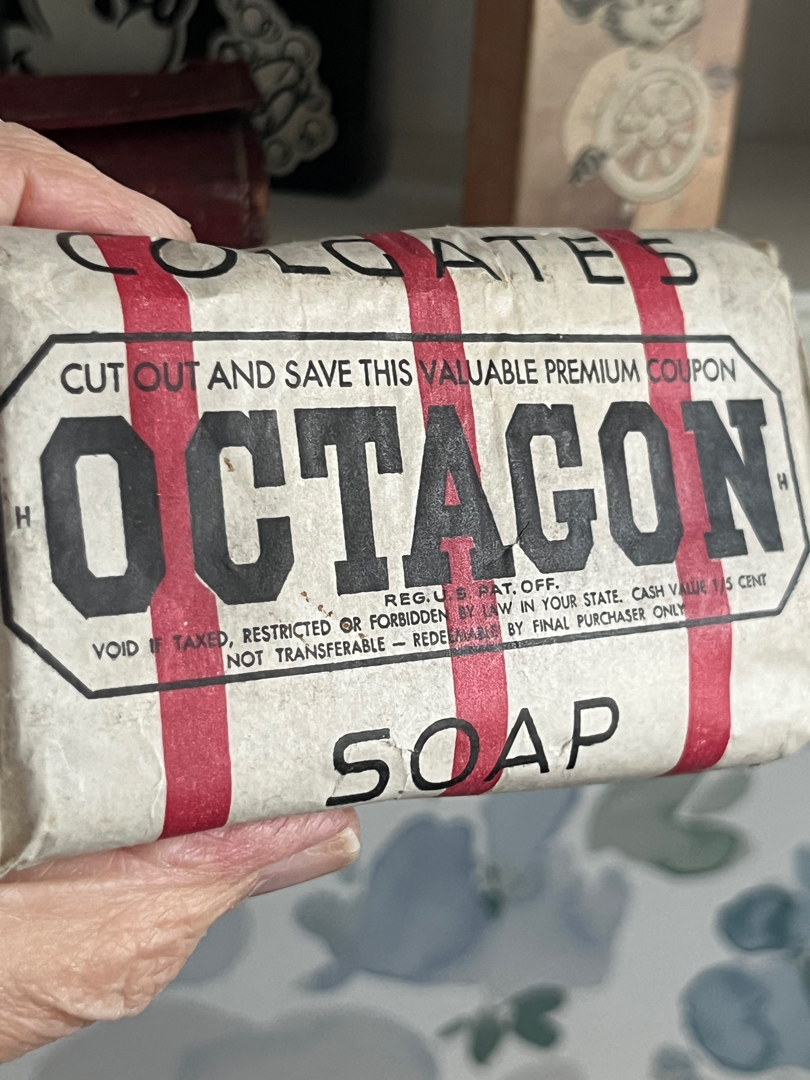 COLGATES
CUT OUT AND SAVE THIS VALUABLE PREMIUM COUPON
H OCTAGON H
REG. U.S. PAT. OFF.
VOID IF TAXED, RESTRICTED OR FORBIDDEN BY LAW IN YOUR STATE. CASH VALUE 1/5 CENT
NOT TRANSFERABLE — REDEEMABLE BY FINAL PURCHASER ONLY
SOAP